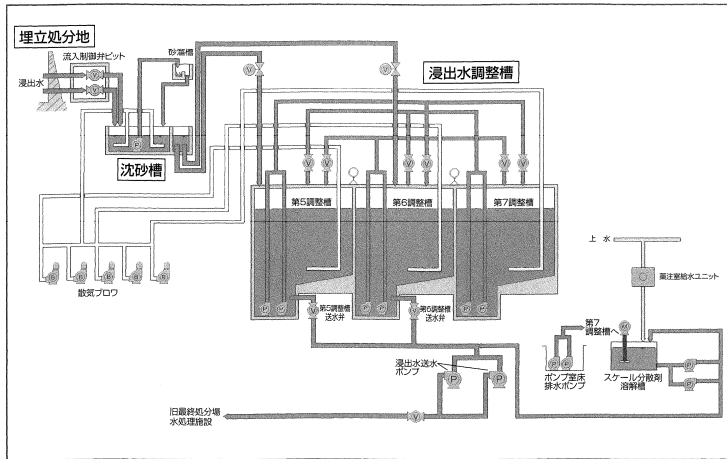 埋立処分地
流入制御弁ピット
浸出水
V
V
砂溜槽
P
沈砂槽
V
V
浸出水調整槽
V
V
V
V
V
V
第5調整槽
第6調整槽
第7調整槽
B
B
B
B
B
散気ブロワ
P
P
P
P
P
P
第5調整槽
送水弁
V
第6調整槽
送水弁
V
浸出水送水
ポンプ
P
P
旧最終処分場
水処理施設
V
上水
薬注室給水ユニット
第7
調整槽へ
M
P
P
ポンプ室床
排水ポンプ
スケール分散剤
溶解槽
P
P